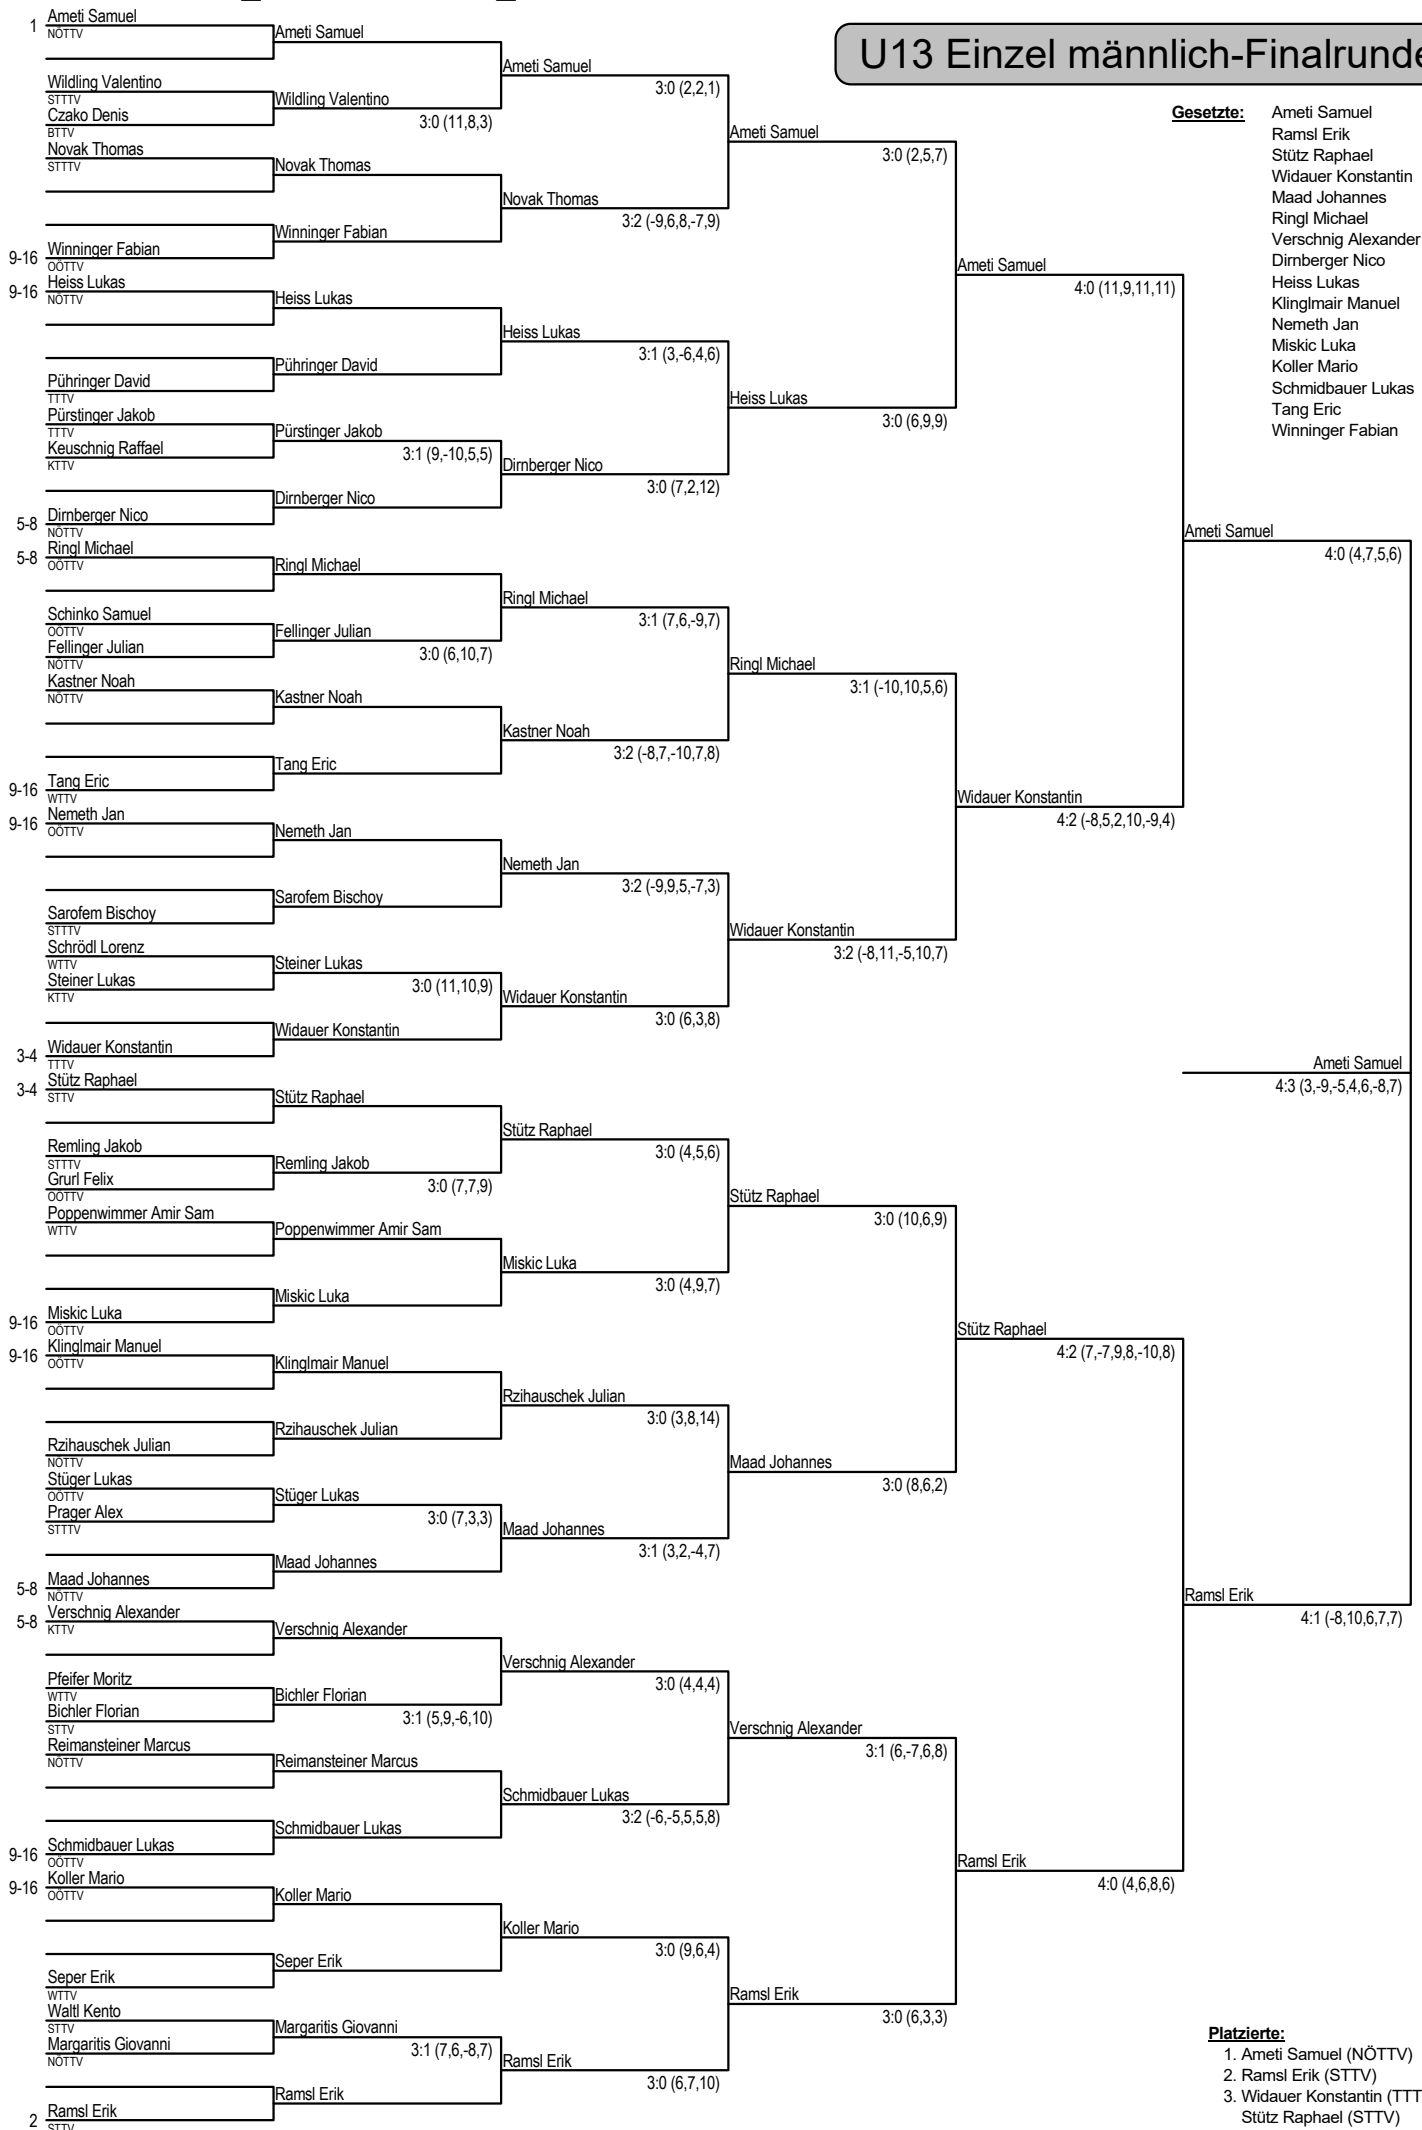 U13 Einzel männlich-Finalrunde
Gesetzte:
Ameti Samuel
Ramsl Erik
Stütz Raphael
Widauer Konstantin
Maad Johannes
Ringl Michael
Verschnig Alexander
Dirnberger Nico
Heiss Lukas
Klinglmair Manuel
Nemeth Jan
Miskic Luka
Koller Mario
Schmidbauer Lukas
Tang Eric
Winninger Fabian
1 Ameti Samuel
NÖTTV
Wildling Valentino
STTTV
Czako Denis
BTTV
Novak Thomas
STTTV
9-16 Winninger Fabian
OÖTTV
9-16 Heiss Lukas
NÖTTV
Pühringer David
TTTV
Pürstinger Jakob
TTTV
Keuschnig Raffael
KTTV
5-8 Dirnberger Nico
NÖTTV
5-8 Ringl Michael
OÖTTV
Schinko Samuel
OÖTTV
Fellinger Julian
NÖTTV
Kastner Noah
NÖTTV
9-16 Tang Eric
WTTV
9-16 Nemeth Jan
OÖTTV
Sarofem Bischoy
STTTV
Schrödl Lorenz
WTTV
Steiner Lukas
KTTV
3-4 Widauer Konstantin
TTTV
3-4 Stütz Raphael
STTV
Remling Jakob
STTTV
Grurl Felix
OÖTTV
Poppenwimmer Amir Sam
WTTV
9-16 Miskic Luka
OÖTTV
9-16 Klinglmair Manuel
OÖTTV
Rzihauschek Julian
NÖTTV
Stüger Lukas
OÖTTV
Prager Alex
STTTV
5-8 Maad Johannes
NÖTTV
5-8 Verschnig Alexander
KTTV
Pfeifer Moritz
WTTV
Bichler Florian
STTV
Reimansteiner Marcus
NÖTTV
9-16 Schmidbauer Lukas
OÖTTV
9-16 Koller Mario
OÖTTV
Seper Erik
WTTV
Waltl Kento
STTV
Margaritis Giovanni
NÖTTV
2 Ramsl Erik
STTV
Ameti Samuel
Wildling Valentino
3:0 (11,8,3)
Novak Thomas
Winninger Fabian
Heiss Lukas
Pühringer David
Pürstinger Jakob
3:1 (9,-10,5,5)
Dirnberger Nico
Ringl Michael
Fellinger Julian
3:0 (6,10,7)
Kastner Noah
Tang Eric
Nemeth Jan
Sarofem Bischoy
Steiner Lukas
3:0 (11,10,9)
Widauer Konstantin
Stütz Raphael
Remling Jakob
3:0 (7,7,9)
Poppenwimmer Amir Sam
Miskic Luka
Klinglmair Manuel
Rzihauschek Julian
Stüger Lukas
3:0 (7,3,3)
Maad Johannes
Verschnig Alexander
Bichler Florian
3:1 (5,9,-6,10)
Reimansteiner Marcus
Schmidbauer Lukas
Koller Mario
Seper Erik
Margaritis Giovanni
3:1 (7,6,-8,7)
Ramsl Erik
Ameti Samuel
3:0 (2,2,1)
Novak Thomas
3:2 (-9,6,8,-7,9)
Heiss Lukas
3:1 (3,-6,4,6)
Dirnberger Nico
3:0 (7,2,12)
Ringl Michael
3:1 (7,6,-9,7)
Kastner Noah
3:2 (-8,7,-10,7,8)
Nemeth Jan
3:2 (-9,9,5,-7,3)
Widauer Konstantin
3:0 (6,3,8)
Stütz Raphael
3:0 (4,5,6)
Miskic Luka
3:0 (4,9,7)
Rzihauschek Julian
3:0 (3,8,14)
Maad Johannes
3:1 (3,2,-4,7)
Verschnig Alexander
3:0 (4,4,4)
Schmidbauer Lukas
3:2 (-6,-5,5,5,8)
Koller Mario
3:0 (9,6,4)
Ramsl Erik
3:0 (6,7,10)
Ameti Samuel
3:0 (2,5,7)
Heiss Lukas
3:0 (6,9,9)
Ringl Michael
3:1 (-10,10,5,6)
Widauer Konstantin
3:2 (-8,11,-5,10,7)
Stütz Raphael
3:0 (10,6,9)
Maad Johannes
3:0 (8,6,2)
Verschnig Alexander
3:1 (6,-7,6,8)
Ramsl Erik
3:0 (6,3,3)
Ameti Samuel
4:0 (11,9,11,11)
Widauer Konstantin
4:2 (-8,5,2,10,-9,4)
Stütz Raphael
4:2 (7,-7,9,8,-10,8)
Ramsl Erik
4:0 (4,6,8,6)
Ameti Samuel
4:0 (4,7,5,6)
Ramsl Erik
4:1 (-8,10,6,7,7)
Ameti Samuel
4:3 (3,-9,-5,4,6,-8,7)
Platzierte:
1. Ameti Samuel (NÖTTV)
2. Ramsl Erik (STTV)
3. Widauer Konstantin (TTT
Stütz Raphael (STTV)